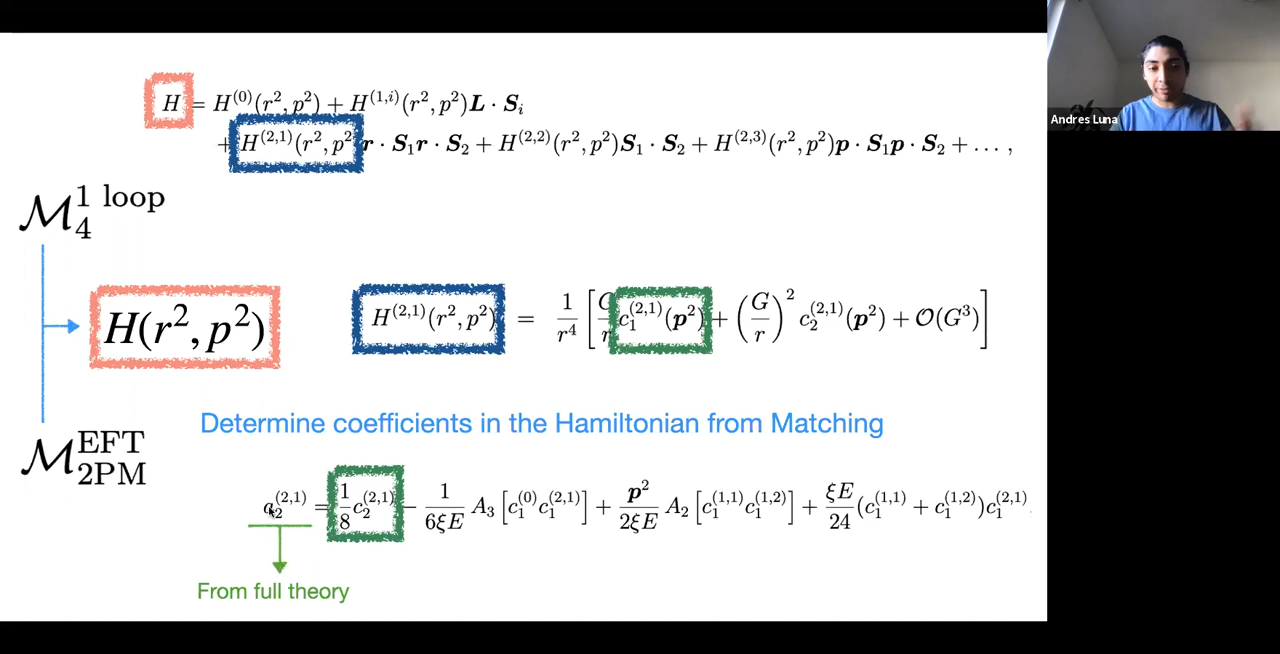 H = H^{(0)}(r^2, p^2) + H^{(1,i)}(r^2, p^2) L · S_i
+ H^{(2,1)}(r^2, p^2) r · S_1 r · S_2 + H^{(2,2)}(r^2, p^2) S_1 · S_2 + H^{(2,3)}(r^2, p^2) p · S_1 p · S_2 + … ,
M_4^{1 loop}
H(r^2, p^2)
H^{(2,1)}(r^2, p^2) = 1/r^4 [ G/r c_1^{(2,1)}(p^2) + (G/r)^2 c_2^{(2,1)}(p^2) + O(G^3) ]
Determine coefficients in the Hamiltonian from Matching
M_{2PM}^{EFT}
_2^{(2,1)} = 1/8 c_2^{(2,1)} − 1/(6ξE) A_3 [c_1^{(0)} c_1^{(2,1)}] + p^2/(2ξE) A_2 [c_1^{(1,1)} c_1^{(1,2)}] + ξE/24 (c_1^{(1,1)} + c_1^{(1,2)}) c_1^{(2,1)}
From full theory
Andres Luna